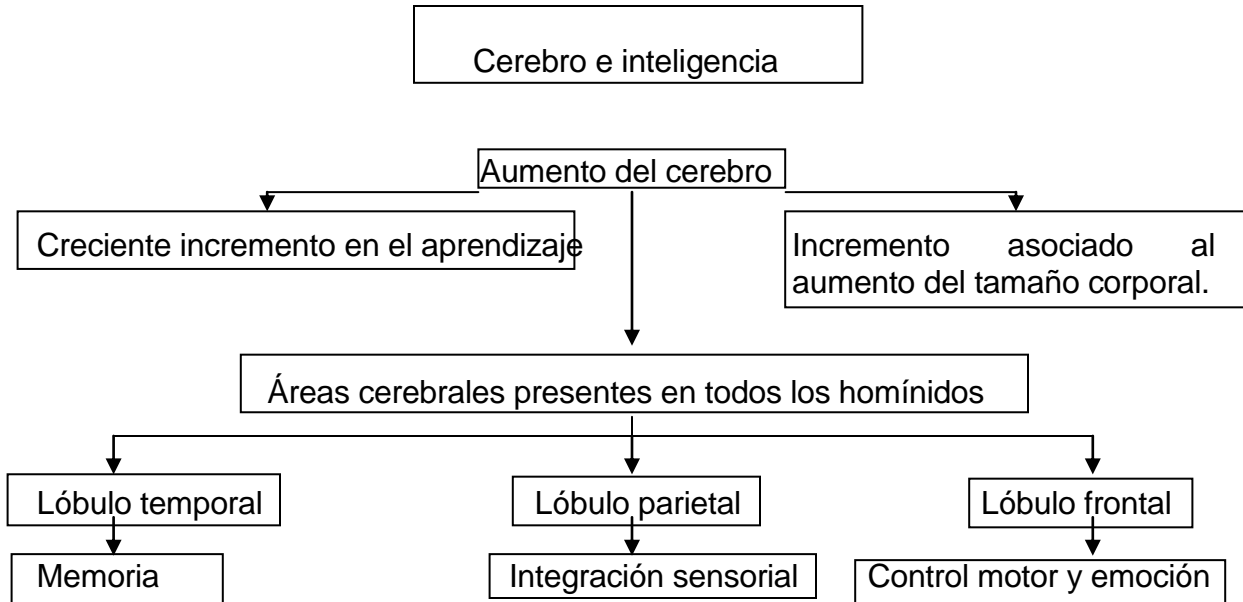 Cerebro e inteligencia
Aumento del cerebro
Creciente incremento en el aprendizaje
Incremento asociado al
aumento del tamaño corporal.
Áreas cerebrales presentes en todos los homínidos
Lóbulo temporal
Lóbulo parietal
Lóbulo frontal
Memoria
Integración sensorial
Control motor y emoción